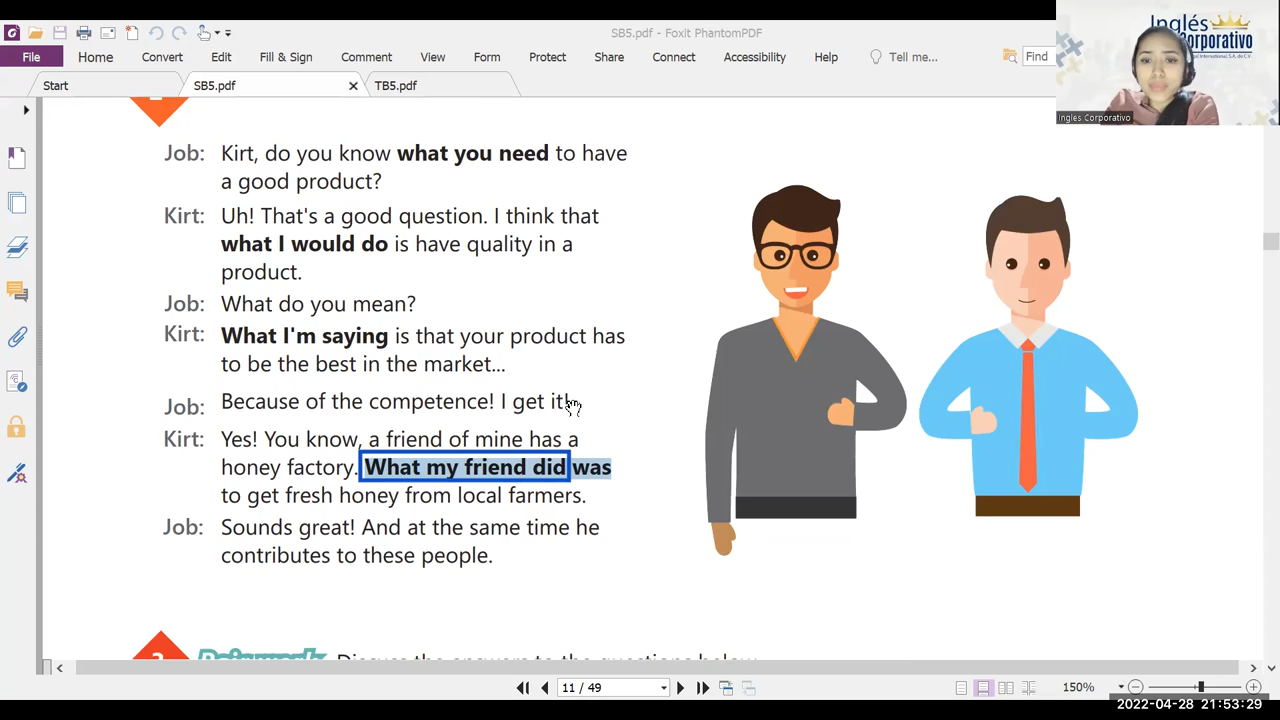 SB5.pdf - Foxit PhantomPDF
File Home Convert Edit Fill & Sign Comment View Form Protect Share Connect Accessibility Help Tell me... Find
Start SB5.pdf TB5.pdf
Inglés
Corporativo
Ingles Corporativo
Job: Kirt, do you know what you need to have
a good product?
Kirt: Uh! That's a good question. I think that
what I would do is have quality in a
product.
Job: What do you mean?
Kirt: What I'm saying is that your product has
to be the best in the market...
Job: Because of the competence! I get it!
Kirt: Yes! You know, a friend of mine has a
honey factory. What my friend did was
to get fresh honey from local farmers.
Job: Sounds great! And at the same time he
contributes to these people.
11 / 49
150%
2022-04-28 21:53:29